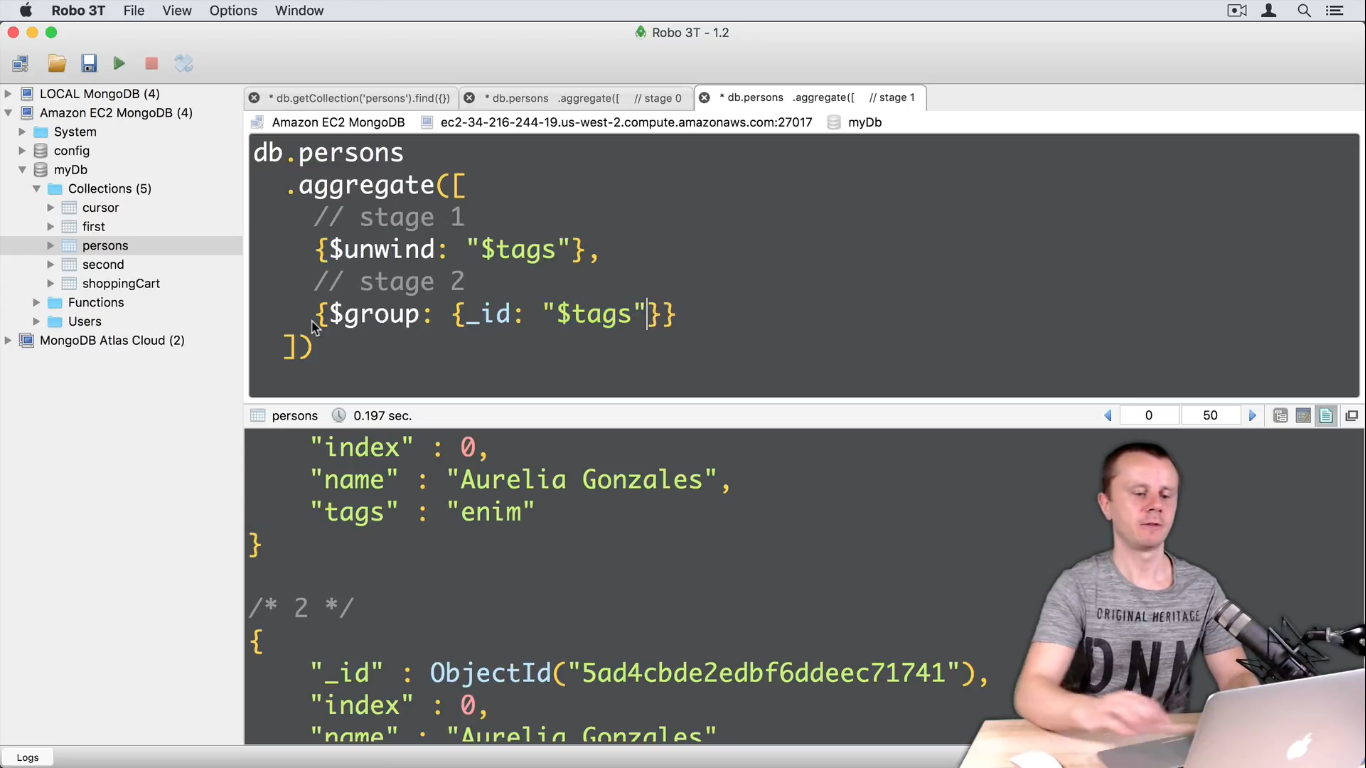 Robo 3T File View Options Window
Robo 3T - 1.2
LOCAL MongoDB (4)
Amazon EC2 MongoDB (4)
System
config
myDb
Collections (5)
cursor
first
persons
second
shoppingCart
Functions
Users
MongoDB Atlas Cloud (2)
* db.getCollection('persons').find({}) * db.persons .aggregate([ // stage 0 * db.persons .aggregate([ // stage 1
Amazon EC2 MongoDB ec2-34-216-244-19.us-west-2.compute.amazonaws.com:27017 myDb
db.persons
.aggregate([
// stage 1
{$unwind: "$tags"},
// stage 2
{$group: {_id: "$tags"}}
])
persons 0.197 sec. 0 50
"index" : 0,
"name" : "Aurelia Gonzales",
"tags" : "enim"
}
/* 2 */
{
"_id" : ObjectId("5ad4cbde2edbf6ddeec71741"),
"index" : 0,
"name" : "Aurelia Gonzales"
ORIGINAL HERITAGE
DNM
Logs